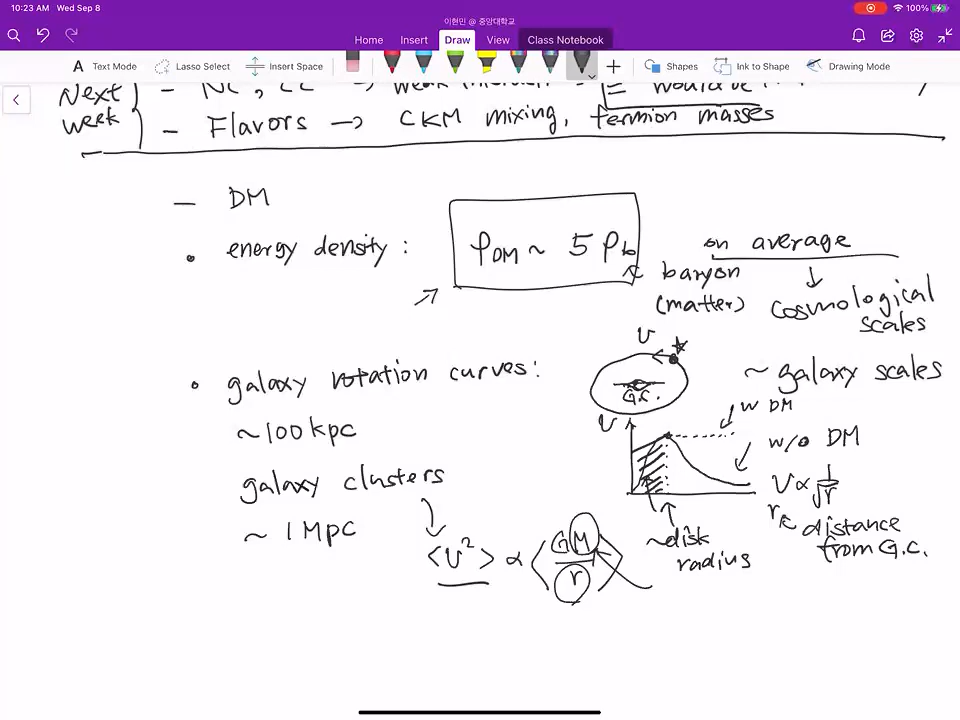 10:23 AM Wed Sep 8
100%
이현민 @ 중앙대학교
Home Insert Draw View Class Notebook
Text Mode Lasso Select Insert Space Shapes Ink to Shape Drawing Mode
Next week
- Flavors → CKM mixing, fermion masses
- DM
• energy density : ρDM ~ 5 ρb
on average
baryon (matter)
cosmological scales
• galaxy rotation curves :
~ 100 kpc
galaxy clusters
~ 1 Mpc
<v²> ∝ <GM/r>
v
G.C.
~ galaxy scales
v
w DM
w/o DM
v ∝ 1/√r
r ← distance from G.C.
~disk radius